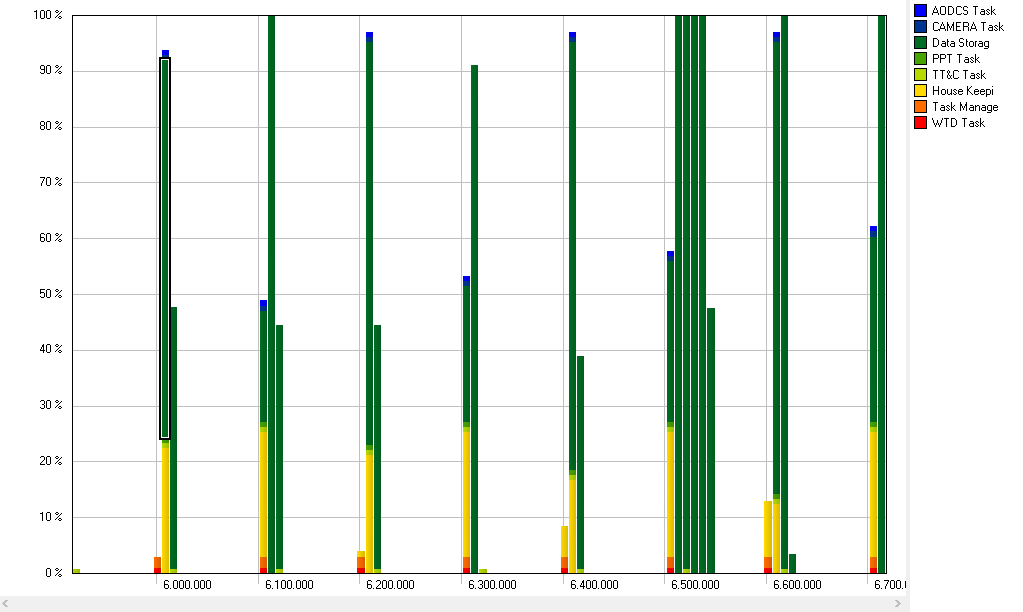 100 %
90 %
80 %
70 %
60 %
50 %
40 %
30 %
20 %
10 %
0 %
6.000.000
6.100.000
6.200.000
6.300.000
6.400.000
6.500.000
6.600.000
6.700.
AODCS Task
CAMERA Task
Data Storag
PPT Task
TT&C Task
House Keepi
Task Manage
WTD Task